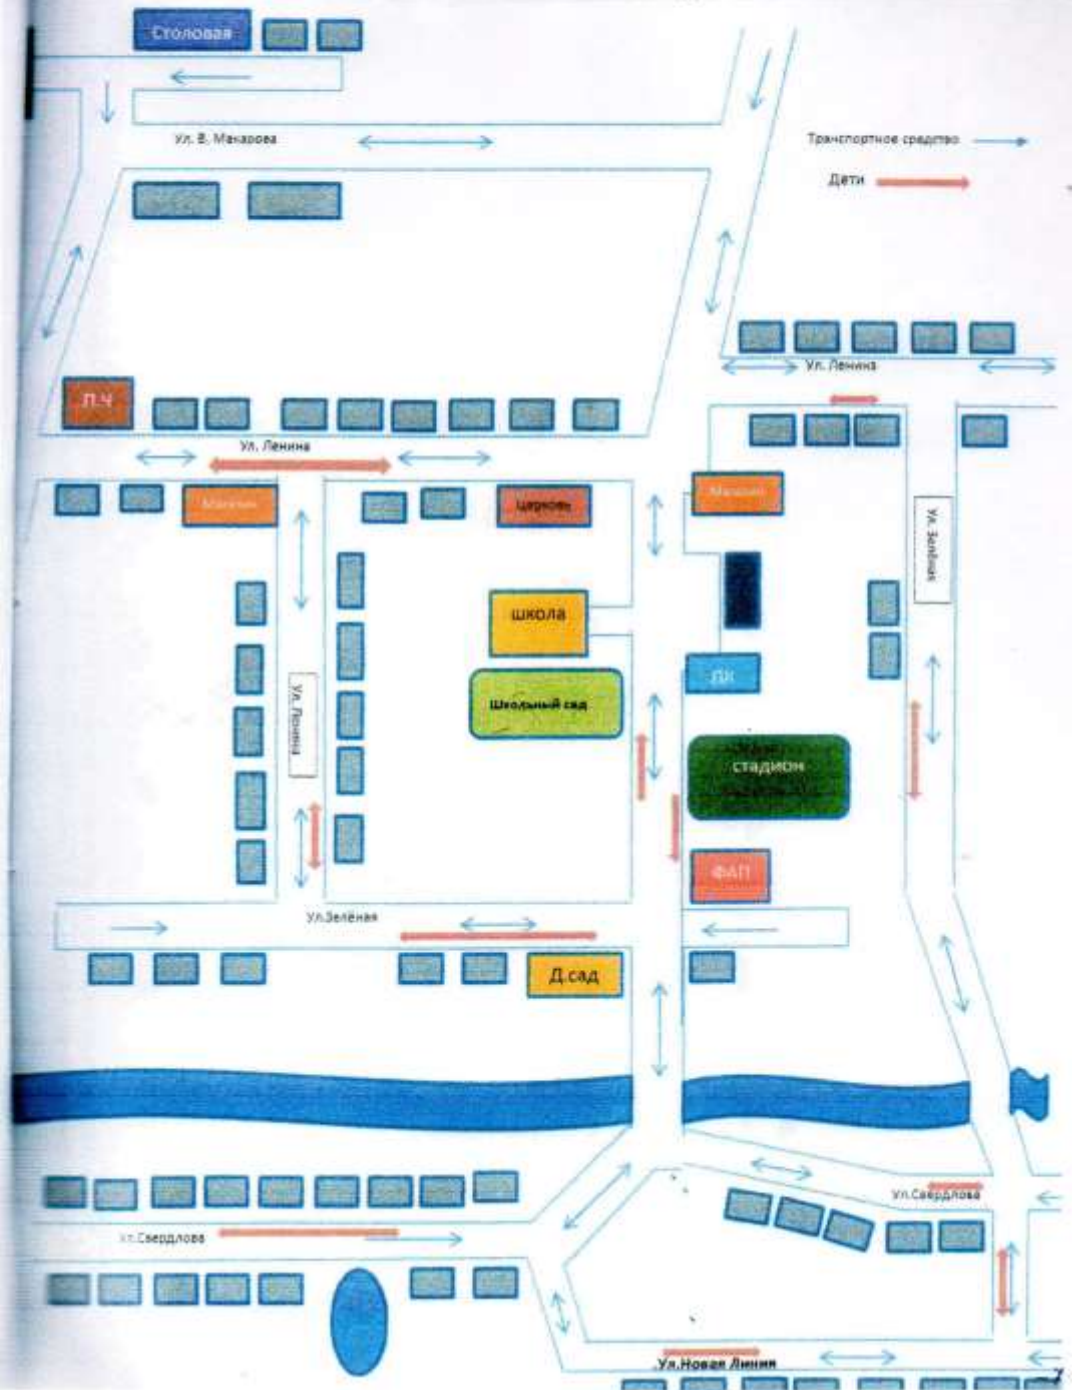 Столовая
Ул. В. Макарова
Транспортное средство
Дети
Ул. Ленина
П.Ч
Ул. Ленина
Магазин
Церковь
Магазин
Ул. Зелёная
школа
ДК
Школьный сад
Ул. Ленина
стадион
ФАП
Ул.Зелёная
Д.сад
Ул.Свердлова
Ул.Свердлова
Ул.Новая Линия
7